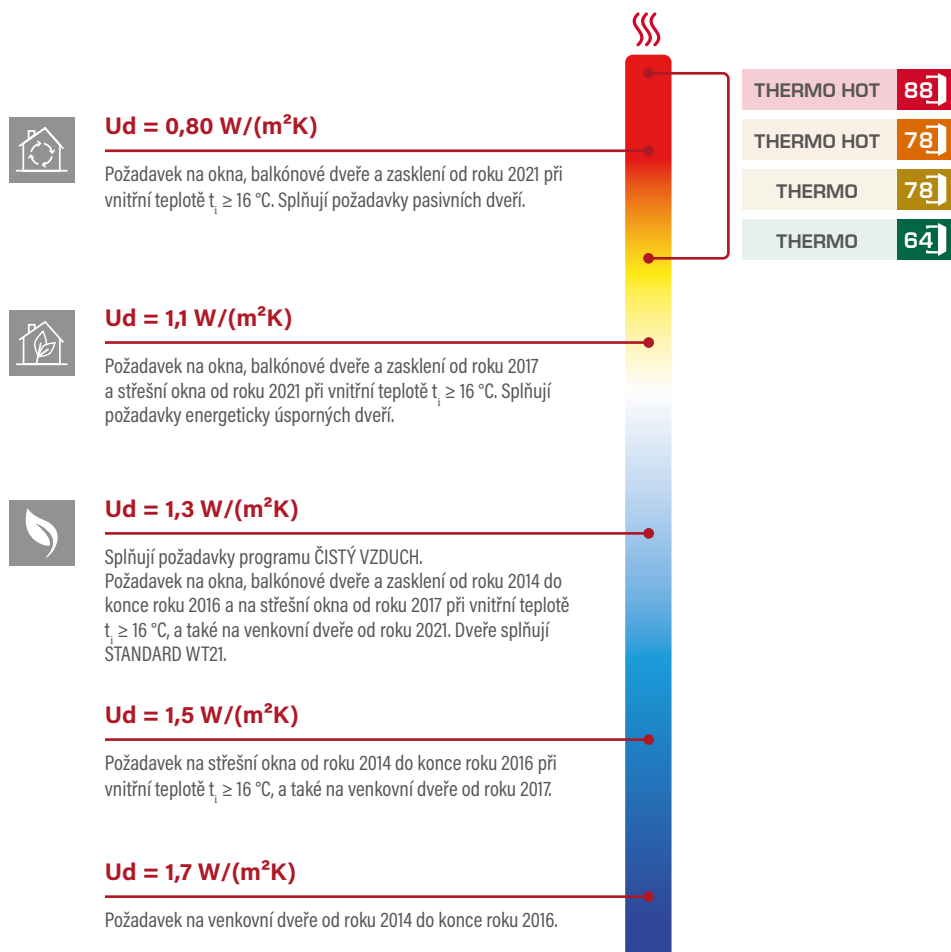 Ud = 0,80 W/(m²K)
Požadavek na okna, balkónové dveře a zasklení od roku 2021 při
vnitřní teplotě tᵢ ≥ 16 °C. Splňují požadavky pasivních dveří.
Ud = 1,1 W/(m²K)
Požadavek na okna, balkónové dveře a zasklení od roku 2017
a střešní okna od roku 2021 při vnitřní teplotě tᵢ ≥ 16 °C. Splňují
požadavky energeticky úsporných dveří.
Ud = 1,3 W/(m²K)
Splňují požadavky programu ČISTÝ VZDUCH.
Požadavek na okna, balkónové dveře a zasklení od roku 2014 do
konce roku 2016 a na střešní okna od roku 2017 při vnitřní teplotě
tᵢ ≥ 16 °C, a také na venkovní dveře od roku 2021. Dveře splňují
STANDARD WT21.
Ud = 1,5 W/(m²K)
Požadavek na střešní okna od roku 2014 do konce roku 2016 při
vnitřní teplotě tᵢ ≥ 16 °C, a také na venkovní dveře od roku 2017.
Ud = 1,7 W/(m²K)
Požadavek na venkovní dveře od roku 2014 do konce roku 2016.
THERMO HOT 88
THERMO HOT 78
THERMO 78
THERMO 64